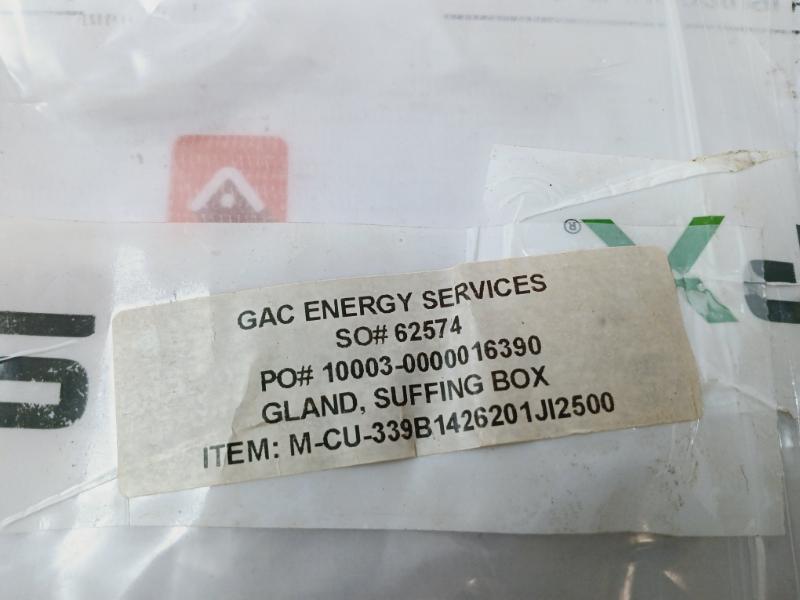 GAC ENERGY SERVICES
SO# 62574
PO# 10003-0000016390
GLAND, SUFFING BOX
ITEM: M-CU-339B1426201JI2500